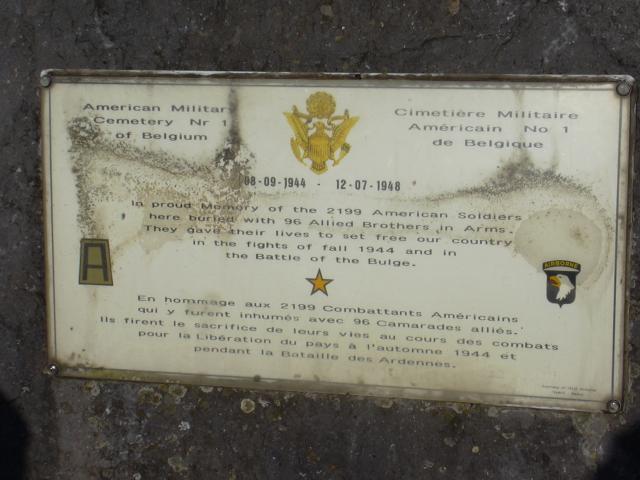 American Military
Cemetery Nr 1
of Belgium
Cimetière Militaire
Américain No 1
de Belgique
08-09-1944 - 12-07-1948
In proud Memory of the 2199 American Soldiers
here buried with 96 Allied Brothers in Arms.
They gave their lives to set free our country
in the fights of fall 1944 and in
the Battle of the Bulge.
A
AIRBORNE
En hommage aux 2199 Combattants Américains
qui y furent inhumés avec 96 Camarades alliés.
Ils firent le sacrifice de leurs vies au cours des combats
pour la Libération du pays à l'automne 1944 et
pendant la Bataille des Ardennes.